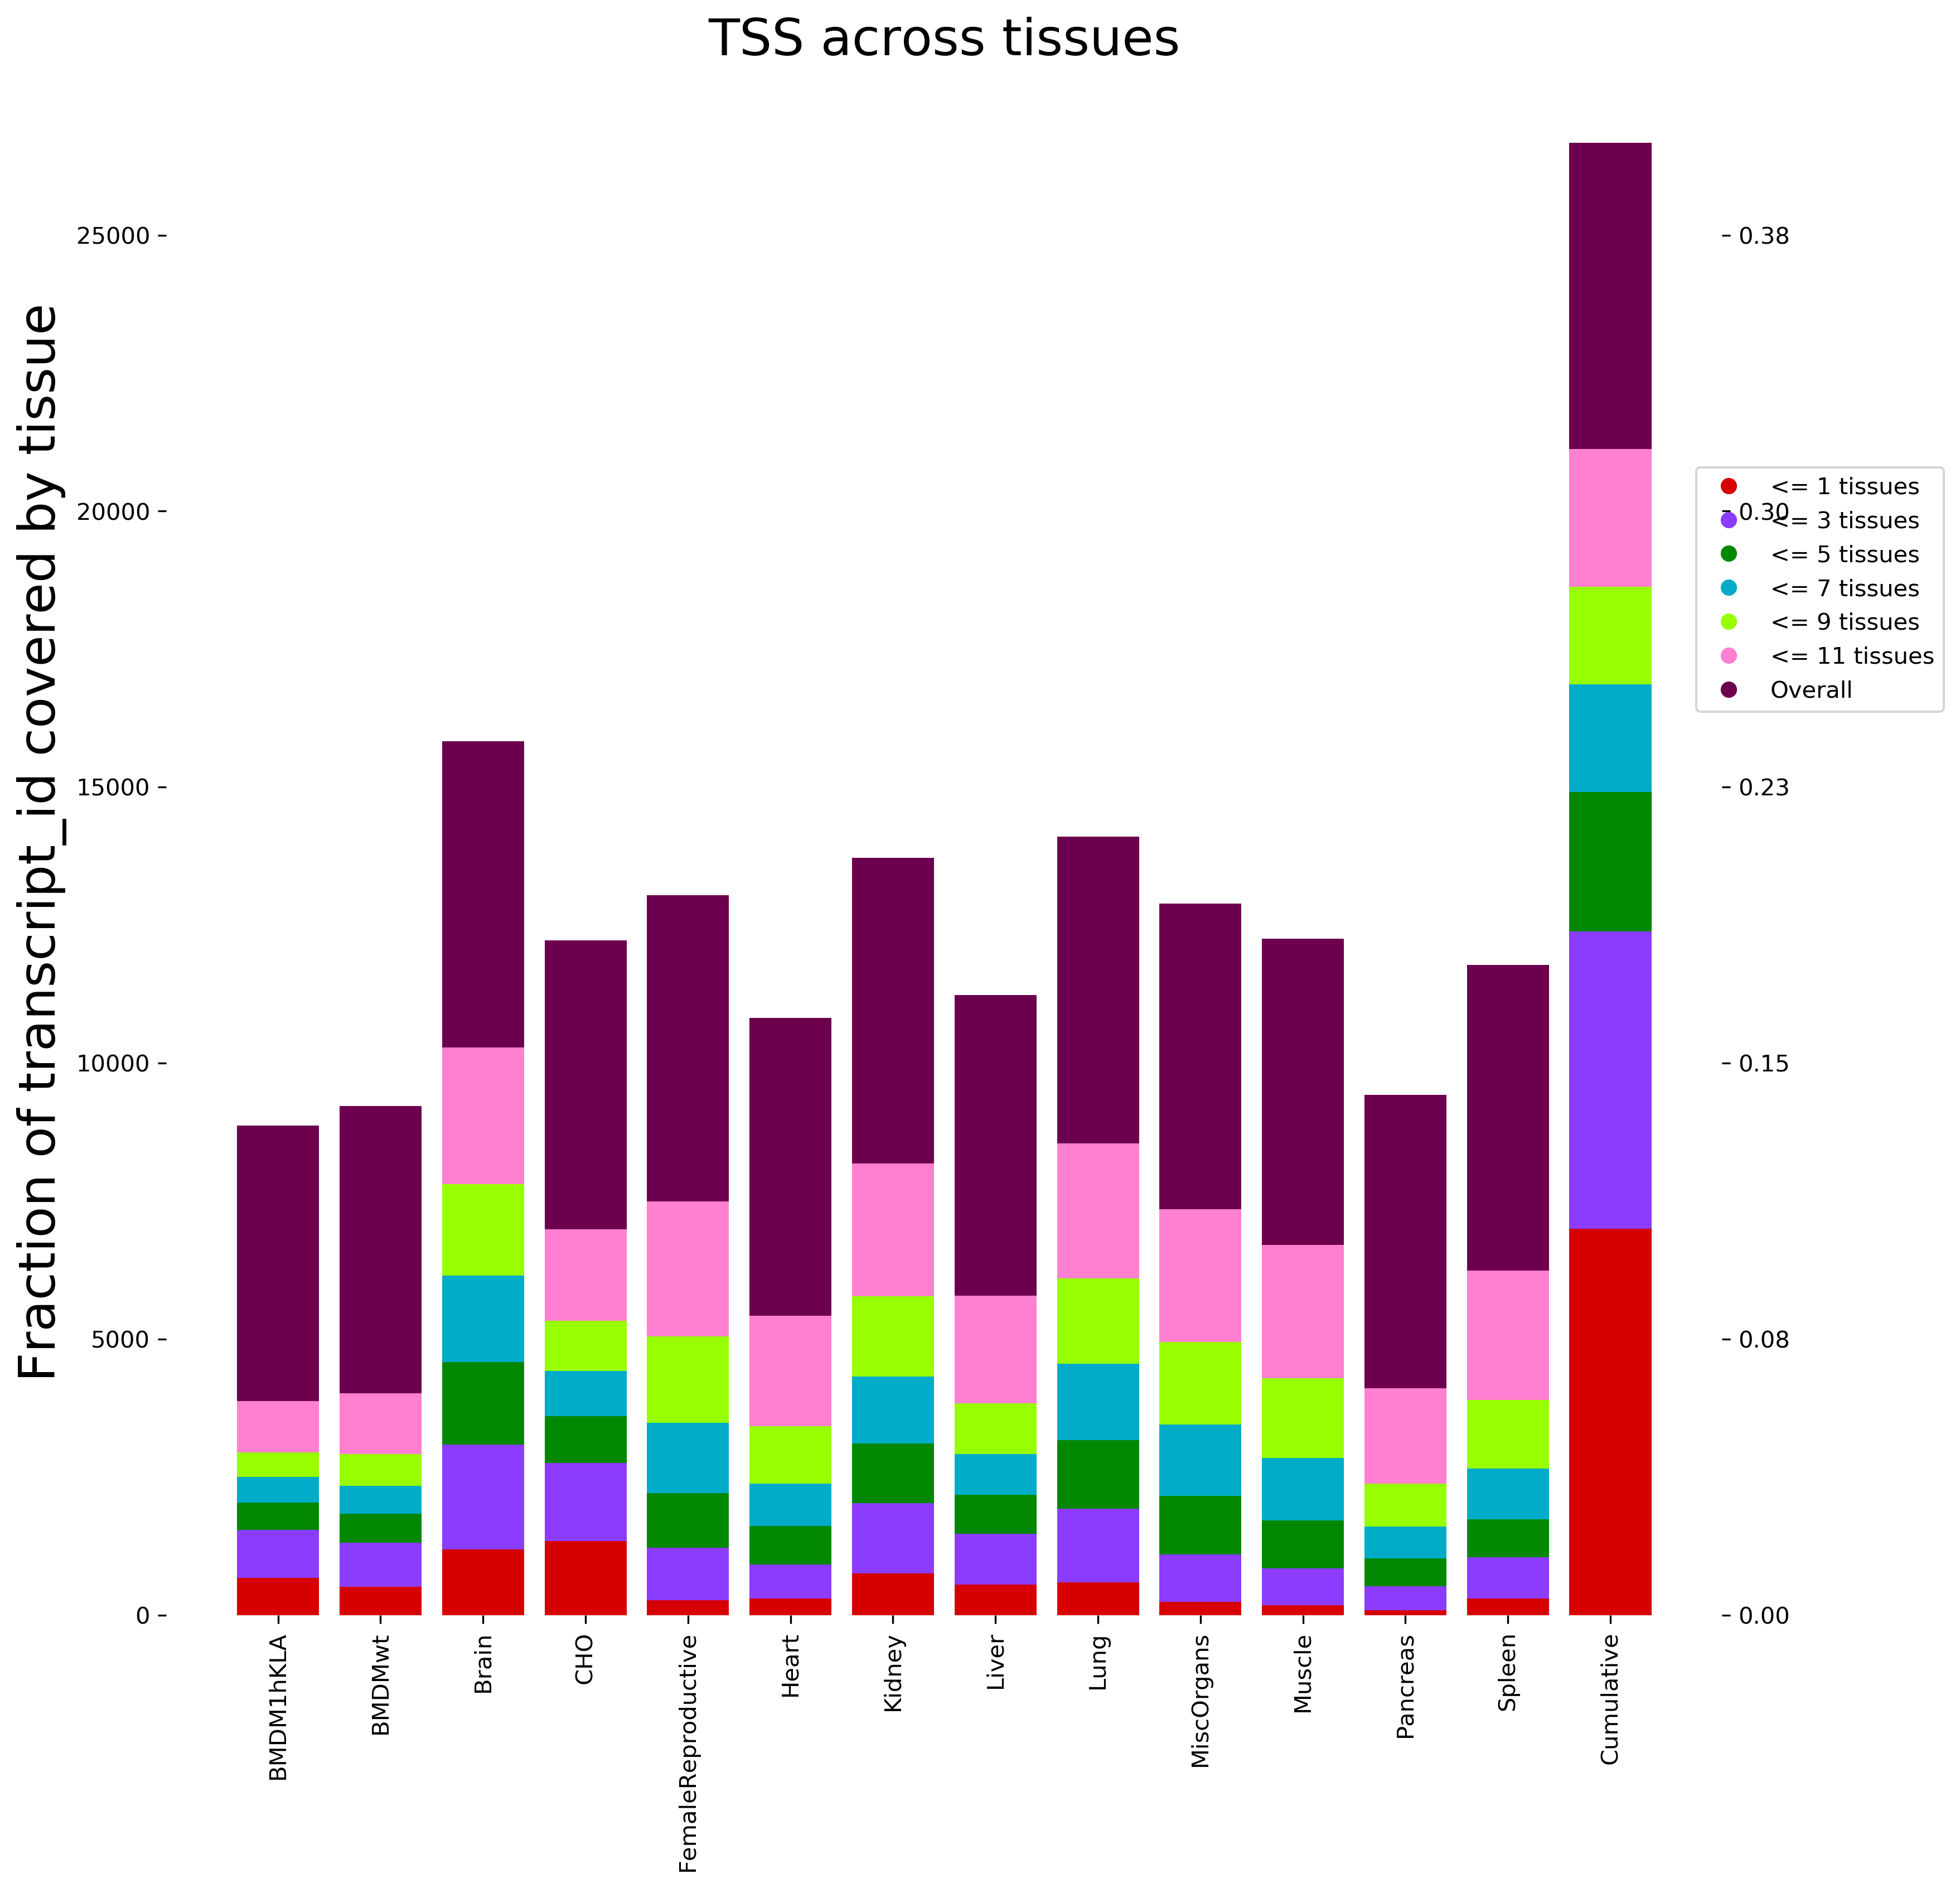 TSS across tissues
Fraction of transcript_id covered by tissue
25000
20000
15000
10000
5000
0
0.38
0.30
0.23
0.15
0.08
0.00
<= 1 tissues
<= 3 tissues
<= 5 tissues
<= 7 tissues
<= 9 tissues
<= 11 tissues
Overall
BMDM1hKLA
BMDMwt
Brain
CHO
FemaleReproductive
Heart
Kidney
Liver
Lung
MiscOrgans
Muscle
Pancreas
Spleen
Cumulative